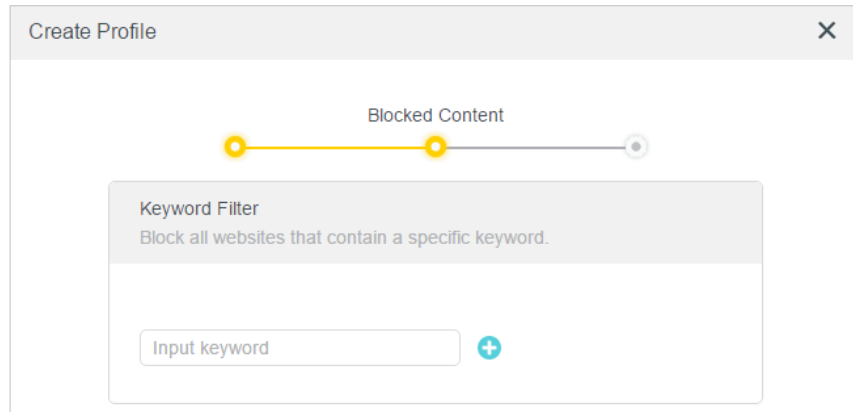 Create Profile
Blocked Content
Keyword Filter
Block all websites that contain a specific keyword.
Input keyword